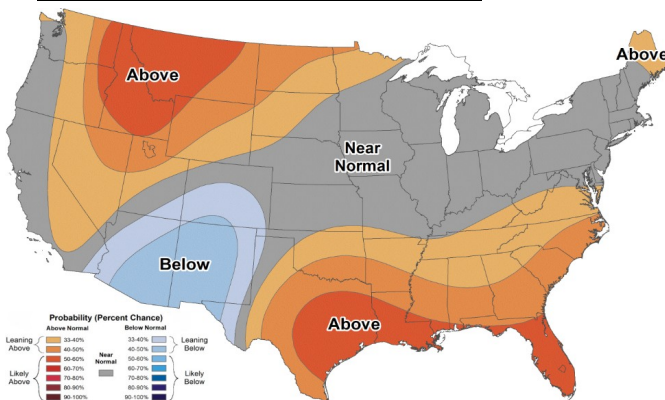 Above
Above
Near
Normal
Below
Above
Probability (Percent Chance)
Above Normal
Below Normal
Leaning
Above
33-40%
40-50%
50-60%
60-70%
70-80%
80-90%
90-100%
Likely
Above
Near
Normal
33-40%
40-50%
50-60%
60-70%
70-80%
80-90%
90-100%
Leaning
Below
Likely
Below